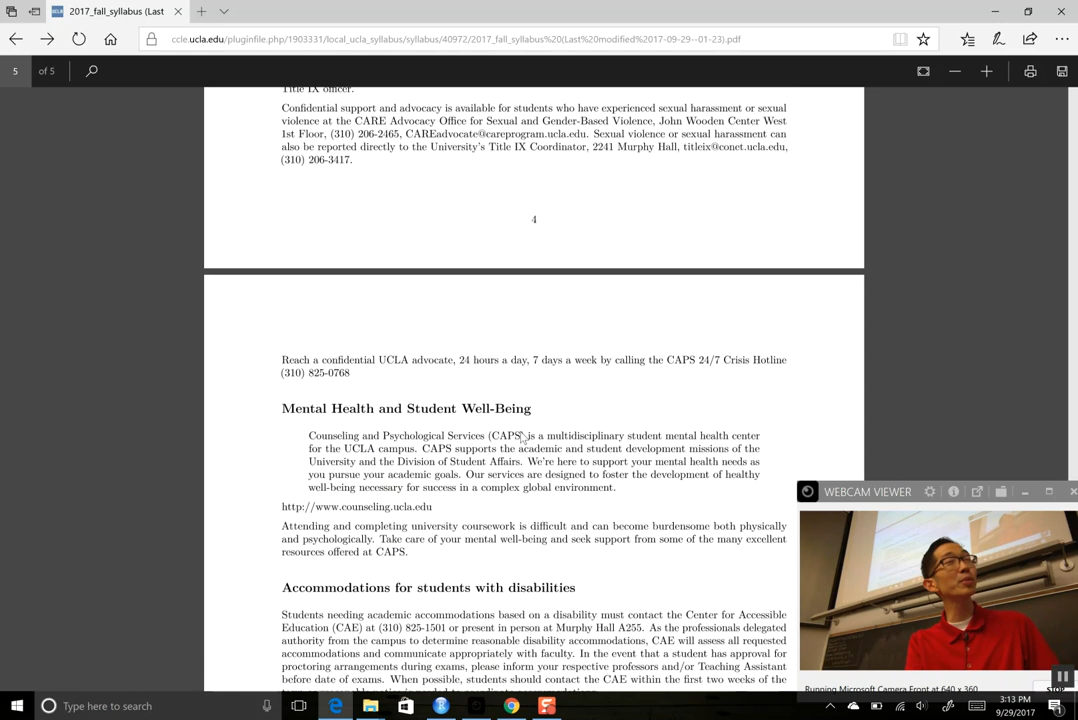 2017_fall_syllabus (Last
ccle.ucla.edu/pluginfile.php/1903331/local_ucla_syllabus/syllabus/40972/2017_fall_syllabus%20(Last%20modified%2017-09-29--01-23).pdf
5 of 5
Title IX officer.
Confidential support and advocacy is available for students who have experienced sexual harassment or sexual
violence at the CARE Advocacy Office for Sexual and Gender-Based Violence, John Wooden Center West
1st Floor, (310) 206-2465, CAREadvocate@careprogram.ucla.edu. Sexual violence or sexual harassment can
also be reported directly to the University's Title IX Coordinator, 2241 Murphy Hall, titleix@conet.ucla.edu,
(310) 206-3417.
4
Reach a confidential UCLA advocate, 24 hours a day, 7 days a week by calling the CAPS 24/7 Crisis Hotline
(310) 825-0768
Mental Health and Student Well-Being
Counseling and Psychological Services (CAPS) is a multidisciplinary student mental health center
for the UCLA campus. CAPS supports the academic and student development missions of the
University and the Division of Student Affairs. We're here to support your mental health needs as
you pursue your academic goals. Our services are designed to foster the development of healthy
well-being necessary for success in a complex global environment.
http://www.counseling.ucla.edu
Attending and completing university coursework is difficult and can become burdensome both physically
and psychologically. Take care of your mental well-being and seek support from some of the many excellent
resources offered at CAPS.
Accommodations for students with disabilities
Students needing academic accommodations based on a disability must contact the Center for Accessible
Education (CAE) at (310) 825-1501 or present in person at Murphy Hall A255. As the professionals delegated
authority from the campus to determine reasonable disability accommodations, CAE will assess all requested
accommodations and communicate appropriately with faculty. In the event that a student has approval for
proctoring arrangements during exams, please inform your respective professors and/or Teaching Assistant
before date of exams. When possible, students should contact the CAE within the first two weeks of the
WEBCAM VIEWER
Running Microsoft Camera Front at 640 x 360
STOP
Type here to search
3:13 PM
9/29/2017